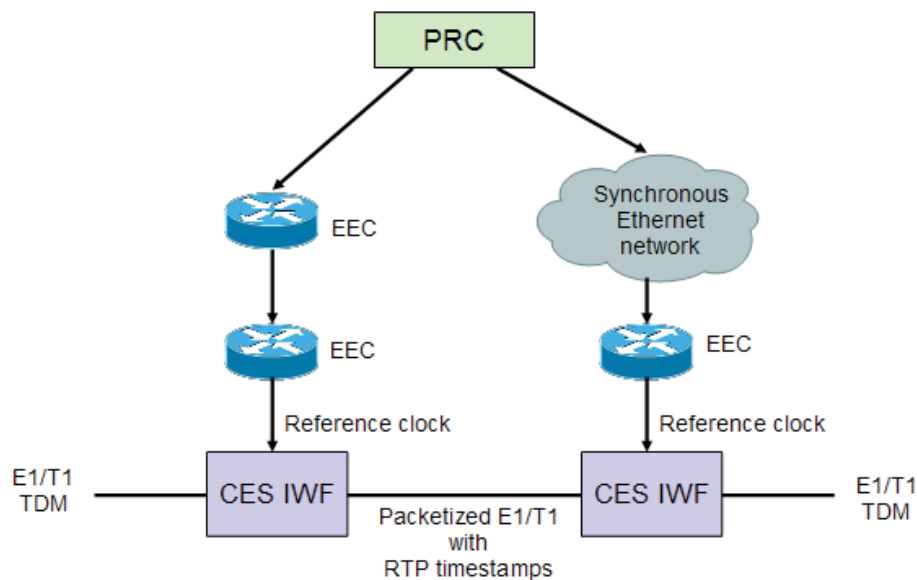 PRC
Synchronous
Ethernet
network
EEC
EEC
EEC
Reference clock
Reference clock
E1/T1
TDM
CES IWF
CES IWF
E1/T1
TDM
Packetized E1/T1
with
RTP timestamps